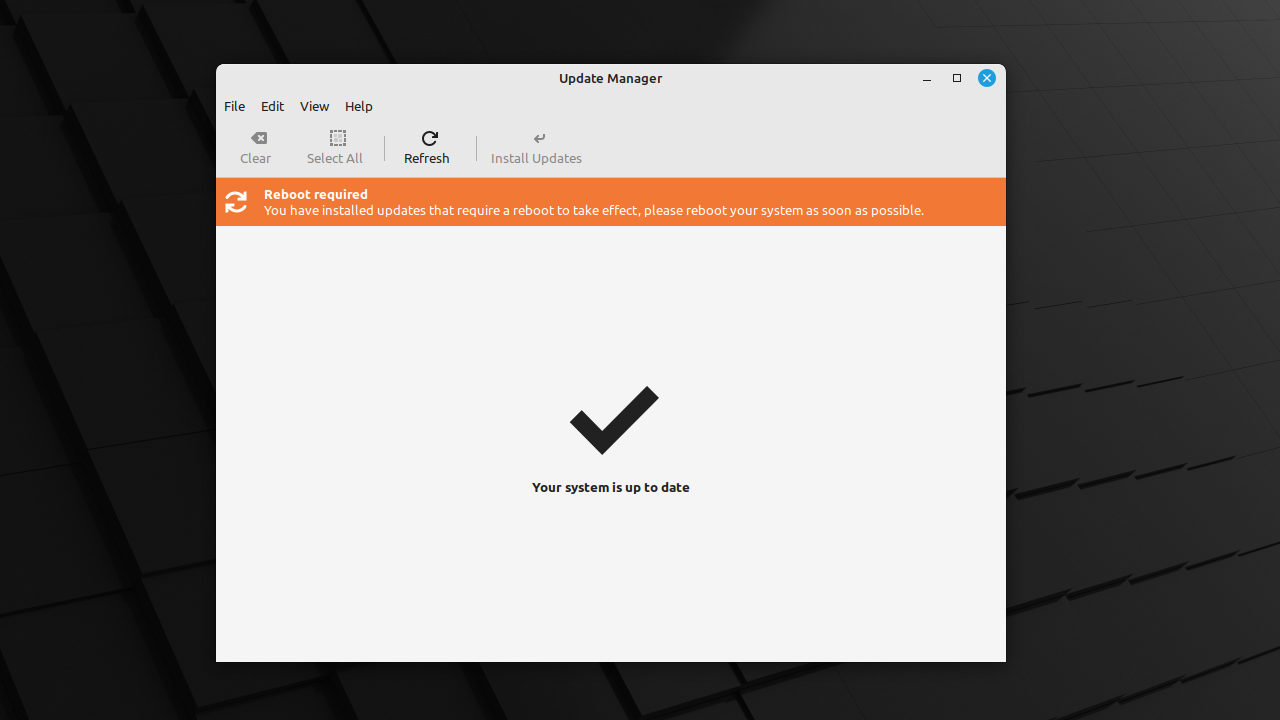 Update Manager
File Edit View Help
Clear Select All Refresh Install Updates
Reboot required
You have installed updates that require a reboot to take effect, please reboot your system as soon as possible.
Your system is up to date